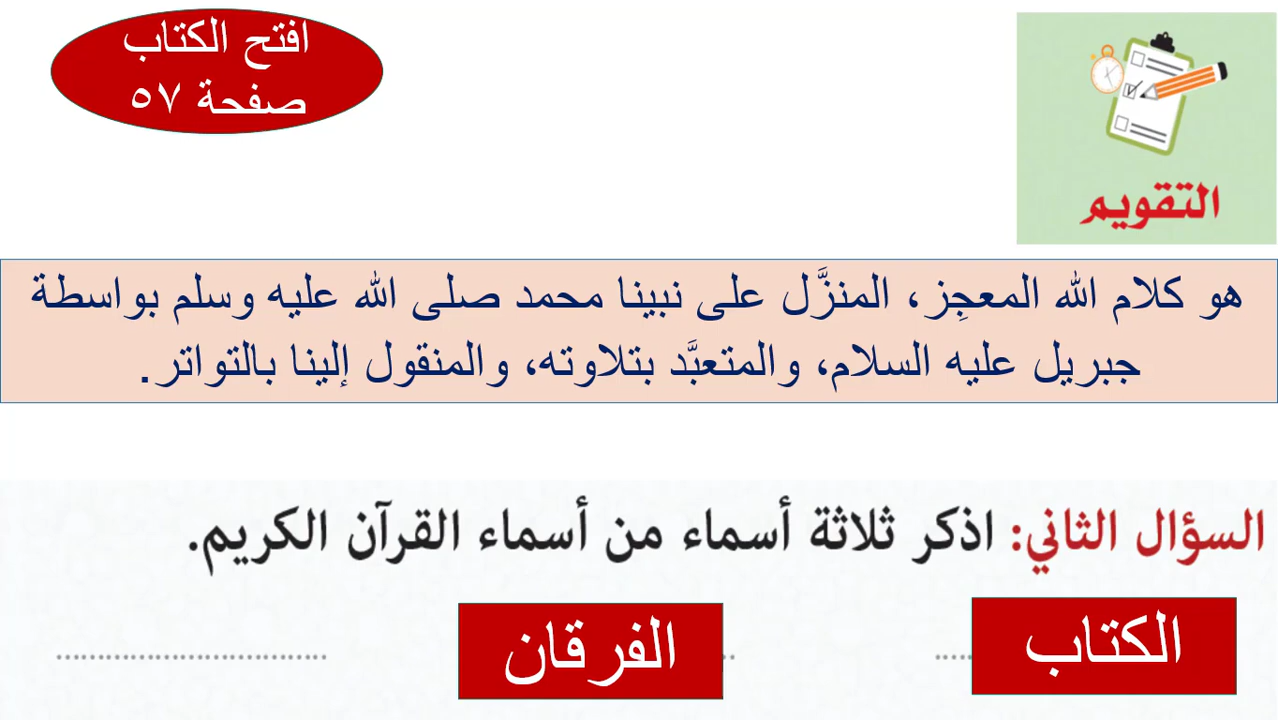 افتح الكتاب
صفحة ٥٧
التقويم
هو كلام الله المعجِز، المنزَّل على نبينا محمد صلى الله عليه وسلم بواسطة
جبريل عليه السلام، والمتعبَّد بتلاوته، والمنقول إلينا بالتواتر.
السؤال الثاني: اذكر ثلاثة أسماء من أسماء القرآن الكريم.
الكتاب
الفرقان